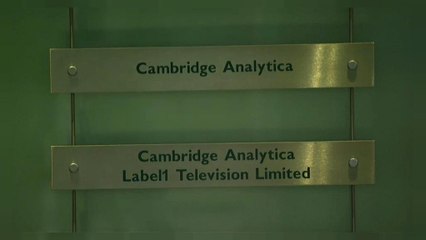 Cambridge Analytica
Cambridge Analytica
Label1 Television Limited